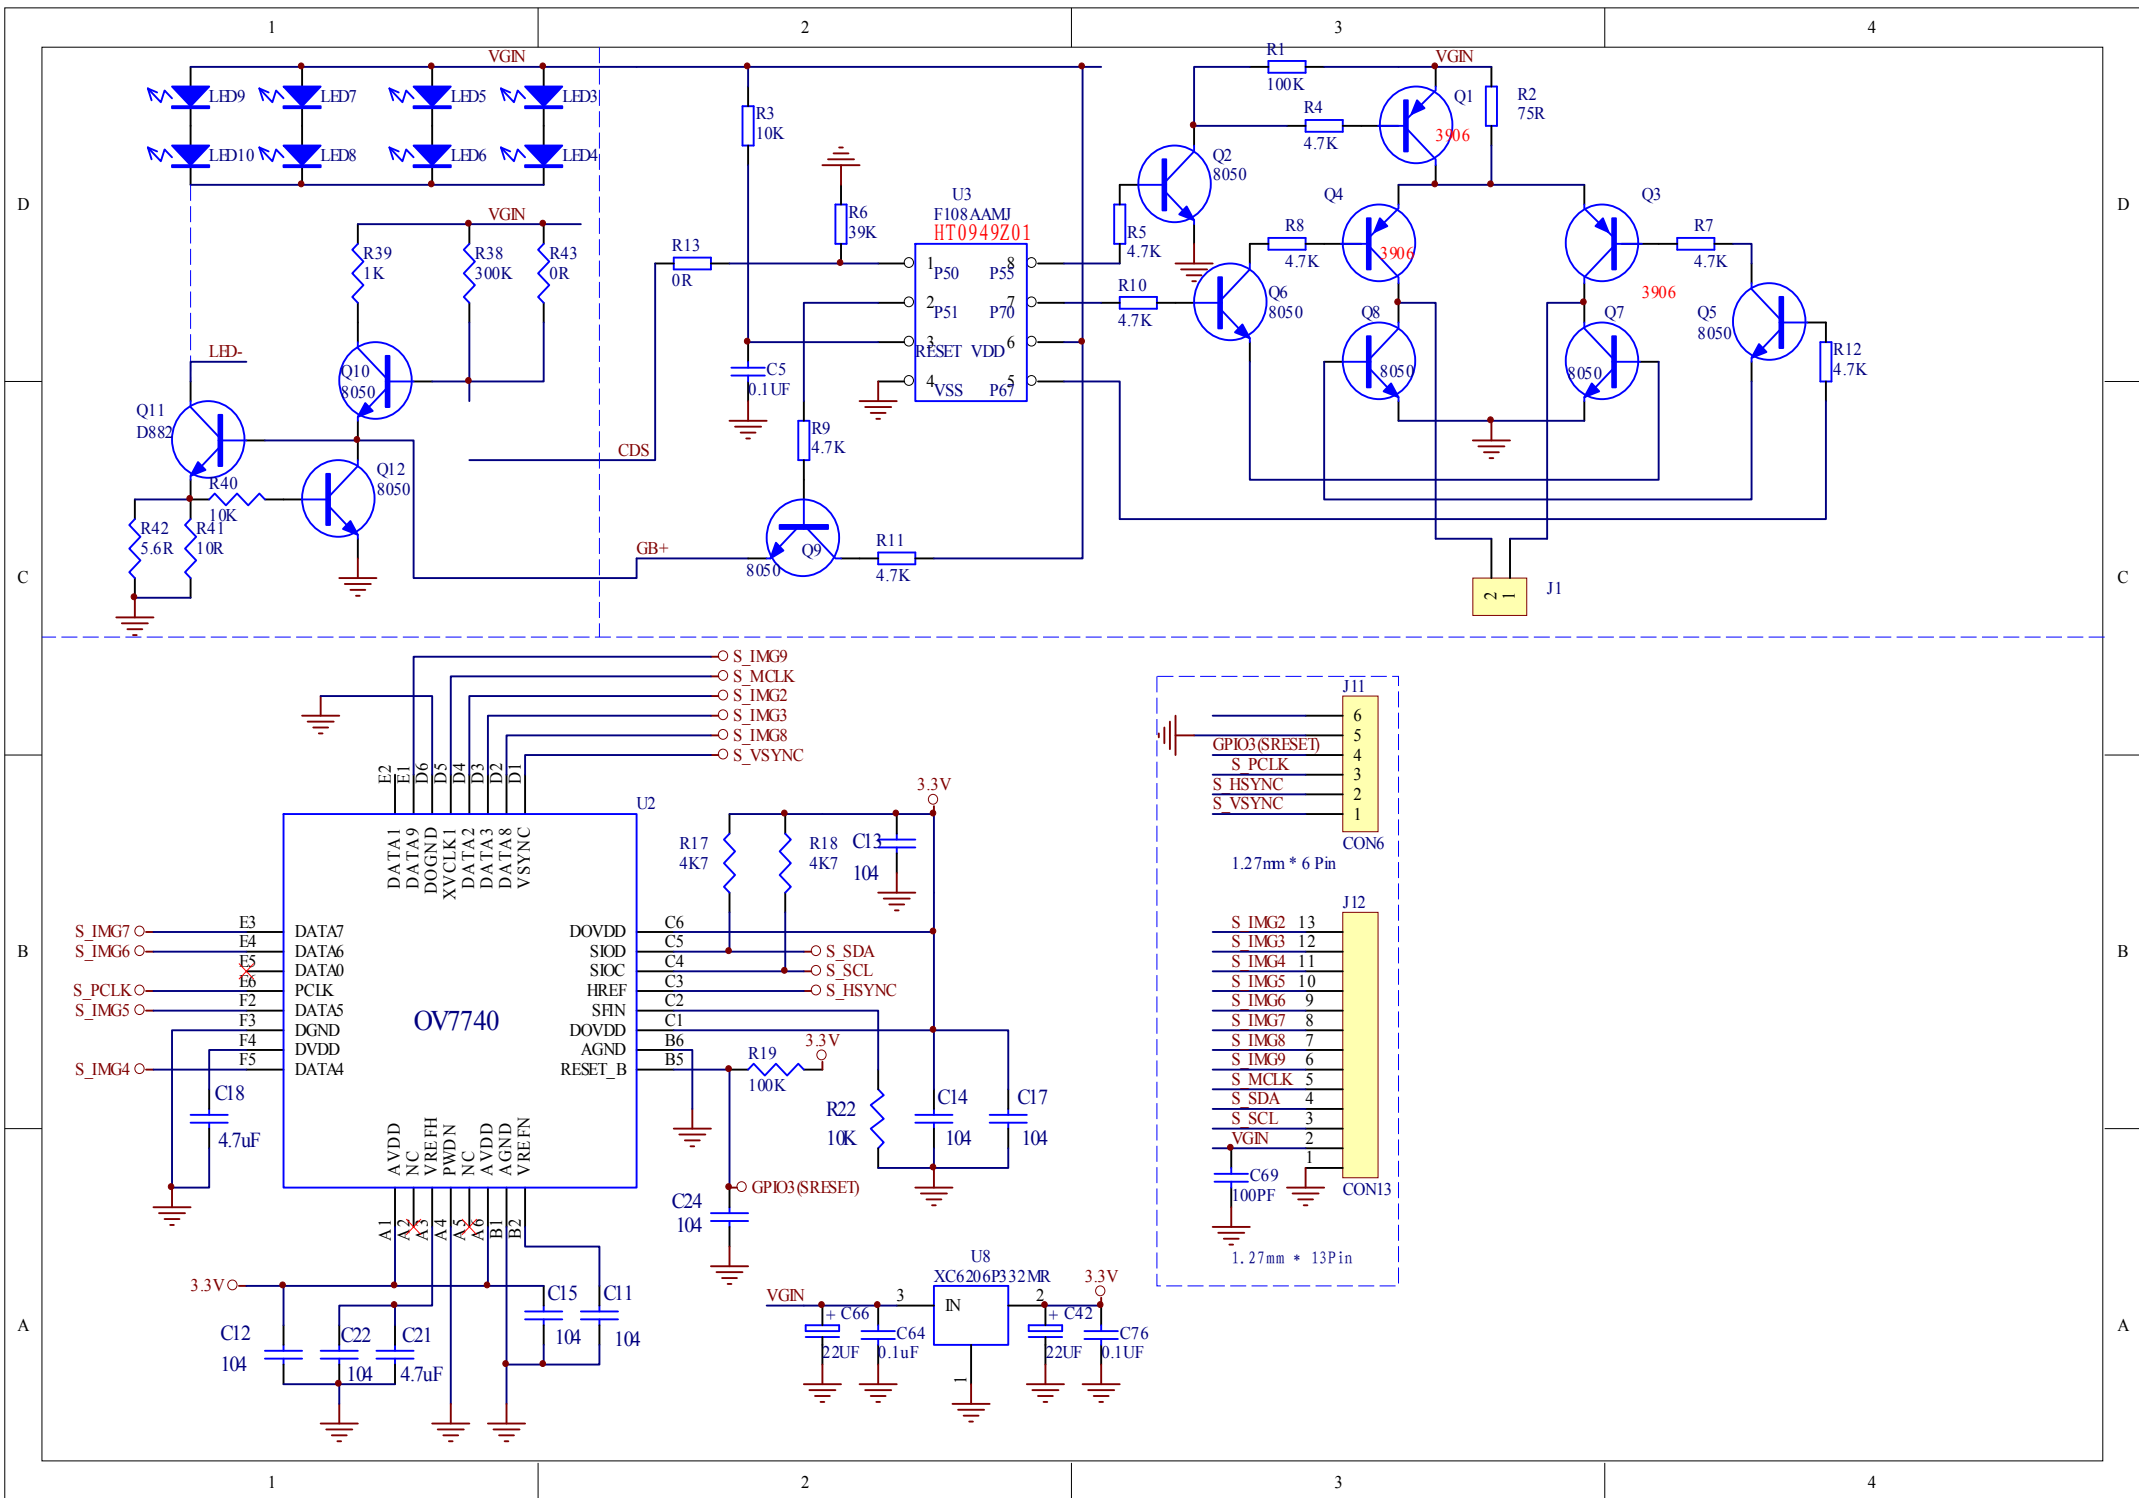 1
2
3
4
D
C
B
A
D
C
B
A
1
2
3
4
VGIN
LED9
LED7
LED5
LED3
LED10
LED8
LED6
LED4
VGIN
R39
1K
R38
300K
R43
0R
LED-
Q10
8050
Q11
D882
Q12
8050
R40
10K
R42
5.6R
R41
10R
CDS
GB+
R3
10K
R6
39K
R13
0R
C5
0.1UF
R9
4.7K
Q9
8050
R11
4.7K
U3
F108AAMJ
HT0949Z01
1
P50
2
P51
3
RESET
4
VSS
8
P55
7
P70
6
VDD
5
P67
R1
100K
VGIN
R4
4.7K
Q1
3906
R2
75R
Q2
8050
R5
4.7K
R8
4.7K
Q4
3906
Q3
3906
R7
4.7K
R10
4.7K
Q6
8050
Q8
8050
Q7
8050
Q5
8050
R12
4.7K
J1
2
1
S_IMG9
S_MCLK
S_IMG2
S_IMG3
S_IMG8
S_VSYNC
E2
E1
D6
D5
D4
D3
D2
D1
U2
DATA1
DATA9
DOGND
XVCLK1
DATA2
DATA3
DATA8
VSYNC
S_IMG7
E3
DATA7
S_IMG6
E4
DATA6
E5
DATA0
S_PCLK
E6
PCLK
S_IMG5
F2
DATA5
F3
DGND
F4
DVDD
S_IMG4
F5
DATA4
OV7740
DOVDD
C6
SIOD
C5
S_SDA
SIOC
C4
S_SCL
HREF
C3
S_HSYNC
SFIN
C2
DOVDD
C1
AGND
B6
RESET_B
B5
AVDD
NC
VREFH
PWDN
NC
AVDD
AGND
VREFN
A1
A2
A3
A4
A5
A6
B1
B2
C18
4.7uF
3.3V
R17
4K7
R18
4K7
C13
104
3.3V
R19
100K
R22
10K
C14
104
C17
104
GPIO3(SRESET)
C24
104
3.3V
C12
104
C22
104
C21
4.7uF
C15
104
C11
104
U8
XC6206P332MR
VGIN
3
IN
2
1
3.3V
+
C66
22UF
C64
0.1uF
+
C42
22UF
C76
0.1UF
J11
6
5
GPIO3(SRESET)
4
S_PCLK
3
S_HSYNC
2
S_VSYNC
1
CON6
1.27mm * 6 Pin
J12
S_IMG2 13
S_IMG3 12
S_IMG4 11
S_IMG5 10
S_IMG6 9
S_IMG7 8
S_IMG8 7
S_IMG9 6
S_MCLK 5
S_SDA 4
S_SCL 3
VGIN 2
1
C69
100PF
CON13
1.27mm * 13Pin